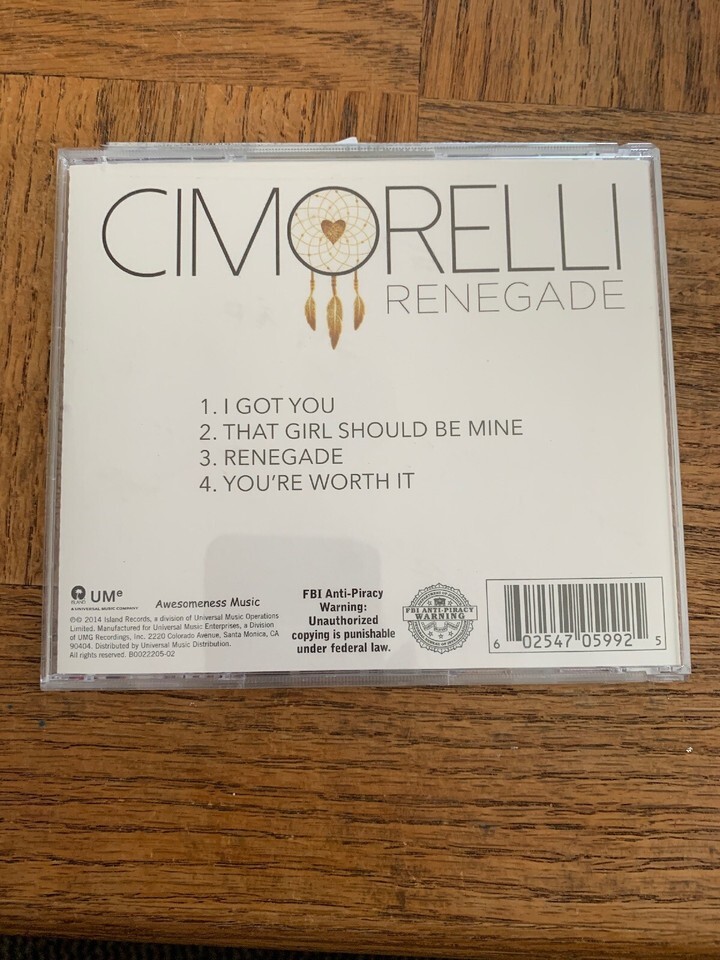 CIMORELLI
RENEGADE
1. I GOT YOU
2. THAT GIRL SHOULD BE MINE
3. RENEGADE
4. YOU'RE WORTH IT
ISLAND UMe
A UNIVERSAL MUSIC COMPANY
Awesomeness Music
℗© 2014 Island Records, a division of Universal Music Operations
Limited. Manufactured for Universal Music Enterprises, a Division
of UMG Recordings, Inc. 2220 Colorado Avenue, Santa Monica, CA
90404. Distributed by Universal Music Distribution.
All rights reserved. B0022205-02
FBI Anti-Piracy
Warning:
Unauthorized
copying is punishable
under federal law.
FBI ANTI-PIRACY
WARNING
6 02547 05992 5